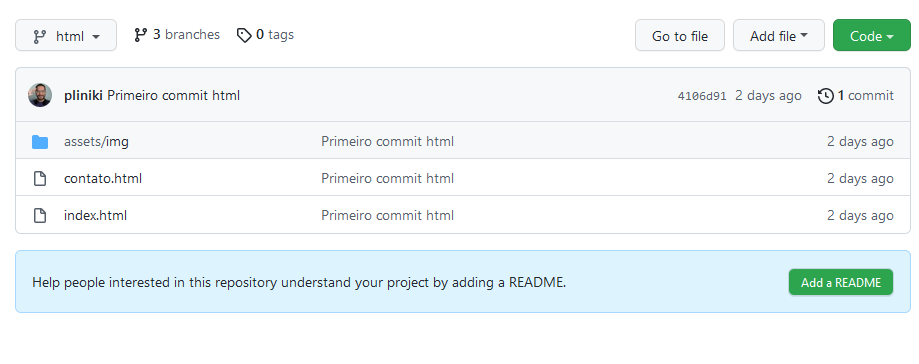 html 3 branches 0 tags Go to file Add file Code
pliniki Primeiro commit html 4106d91 2 days ago 1 commit
assets/img Primeiro commit html 2 days ago
contato.html Primeiro commit html 2 days ago
index.html Primeiro commit html 2 days ago
Help people interested in this repository understand your project by adding a README. Add a README